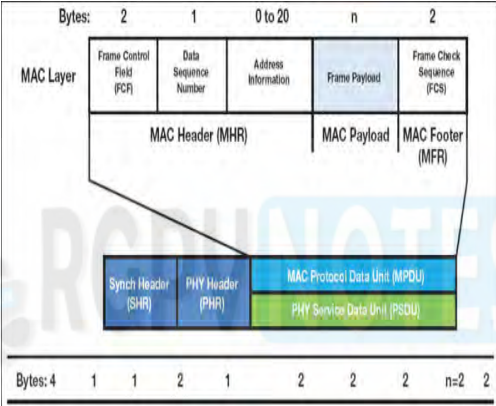 Bytes: 2 1 0 to 20 n 2
MAC Layer
Frame Control Field (FCF)
Data Sequence Number
Address Information
Frame Payload
Frame Check Sequence (FCS)
MAC Header (MHR)
MAC Payload
MAC Footer (MFR)
Synch Header (SHR)
PHY Header (PHR)
MAC Protocol Data Unit (MPDU)
PHY Service Data Unit (PSDU)
Bytes: 4 1 1 2 1 2 2 2 n=2 2